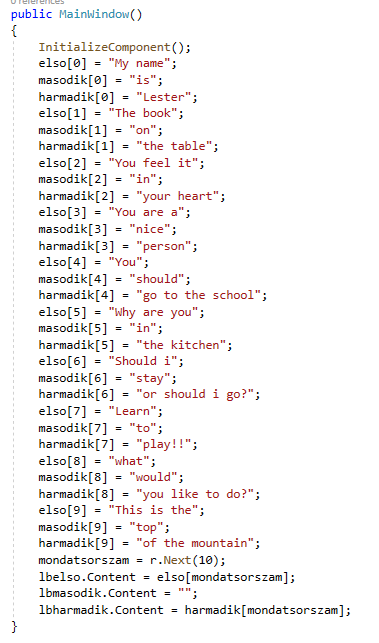 0 references
public MainWindow()
{
InitializeComponent();
elso[0] = "My name";
masodik[0] = "is";
harmadik[0] = "Lester";
elso[1] = "The book";
masodik[1] = "on";
harmadik[1] = "the table";
elso[2] = "You feel it";
masodik[2] = "in";
harmadik[2] = "your heart";
elso[3] = "You are a";
masodik[3] = "nice";
harmadik[3] = "person";
elso[4] = "You";
masodik[4] = "should";
harmadik[4] = "go to the school";
elso[5] = "Why are you";
masodik[5] = "in";
harmadik[5] = "the kitchen";
elso[6] = "Should i";
masodik[6] = "stay";
harmadik[6] = "or should i go?";
elso[7] = "Learn";
masodik[7] = "to";
harmadik[7] = "play!!";
elso[8] = "what";
masodik[8] = "would";
harmadik[8] = "you like to do?";
elso[9] = "This is the";
masodik[9] = "top";
harmadik[9] = "of the mountain";
mondatsorszam = r.Next(10);
lbelso.Content = elso[mondatsorszam];
lbmasodik.Content = "";
lbharmadik.Content = harmadik[mondatsorszam];
}